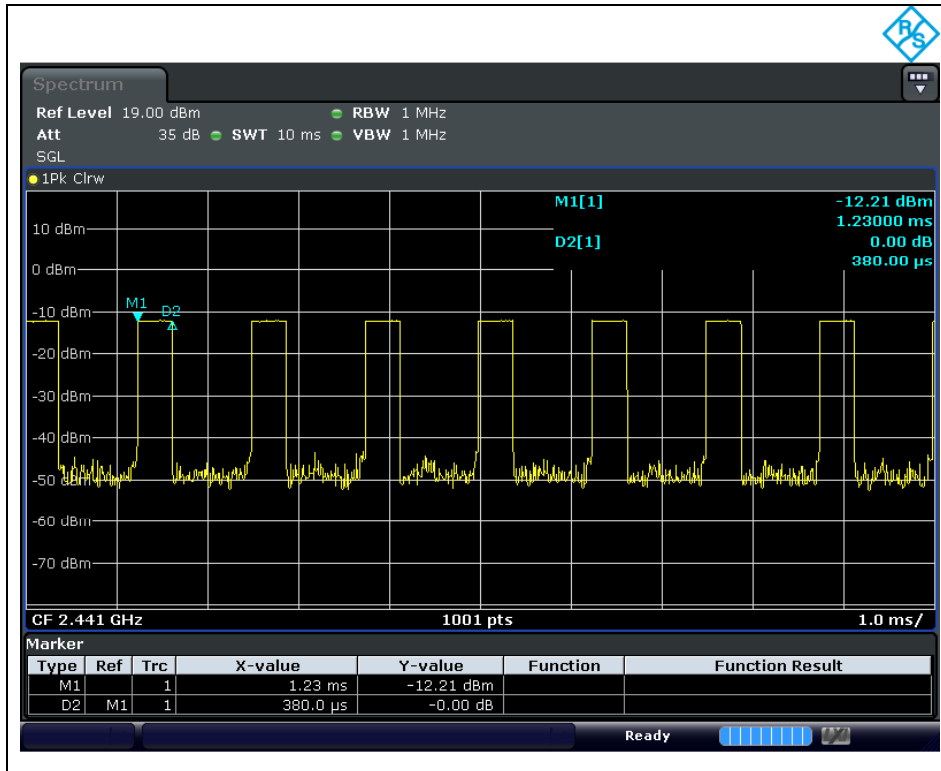 R&S
Spectrum
Ref Level 19.00 dBm RBW 1 MHz
Att 35 dB SWT 10 ms VBW 1 MHz
SGL
1Pk Clrw
M1[1] -12.21 dBm
1.23000 ms
D2[1] 0.00 dB
380.00 µs
10 dBm
0 dBm
M1 D2
-10 dBm
-20 dBm
-30 dBm
-40 dBm
-50 dBm
-60 dBm
-70 dBm
CF 2.441 GHz 1001 pts 1.0 ms/
Marker
Type Ref Trc X-value Y-value Function Function Result
M1 1 1.23 ms -12.21 dBm
D2 M1 1 380.0 µs -0.00 dB
Ready